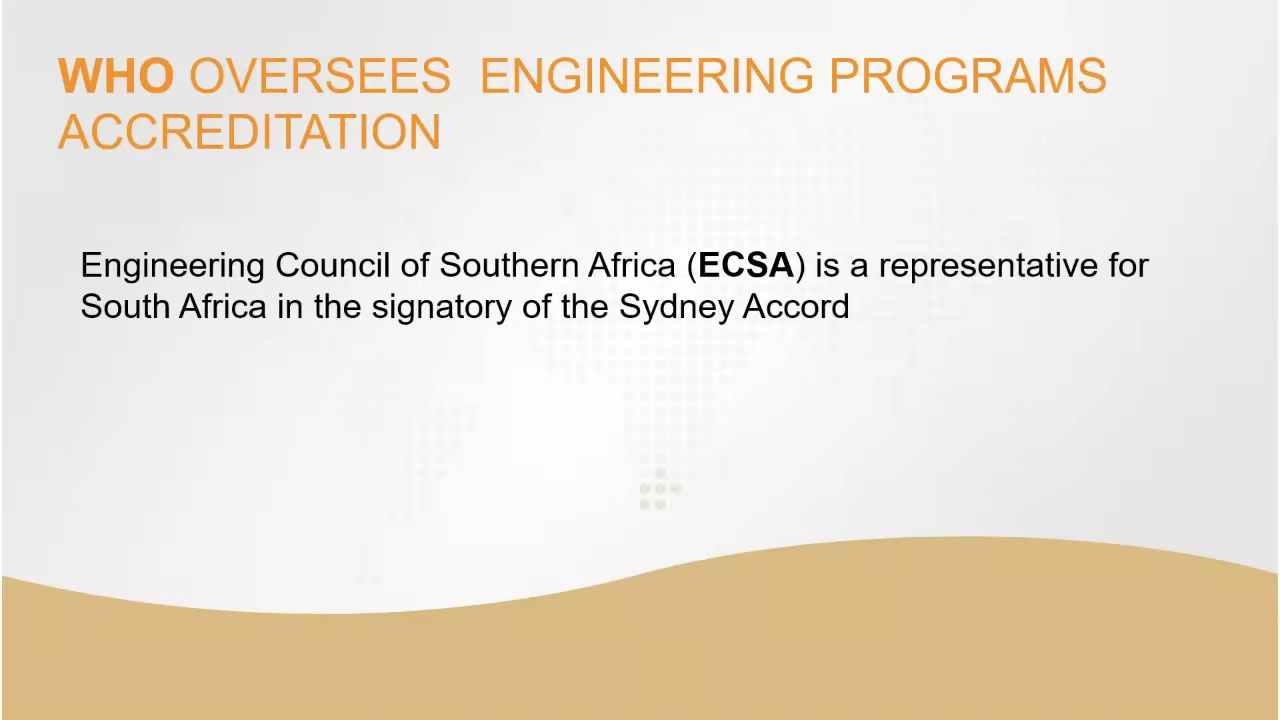 WHO OVERSEES  ENGINEERING PROGRAMS
ACCREDITATION
Engineering Council of Southern Africa (ECSA) is a representative for
South Africa in the signatory of the Sydney Accord